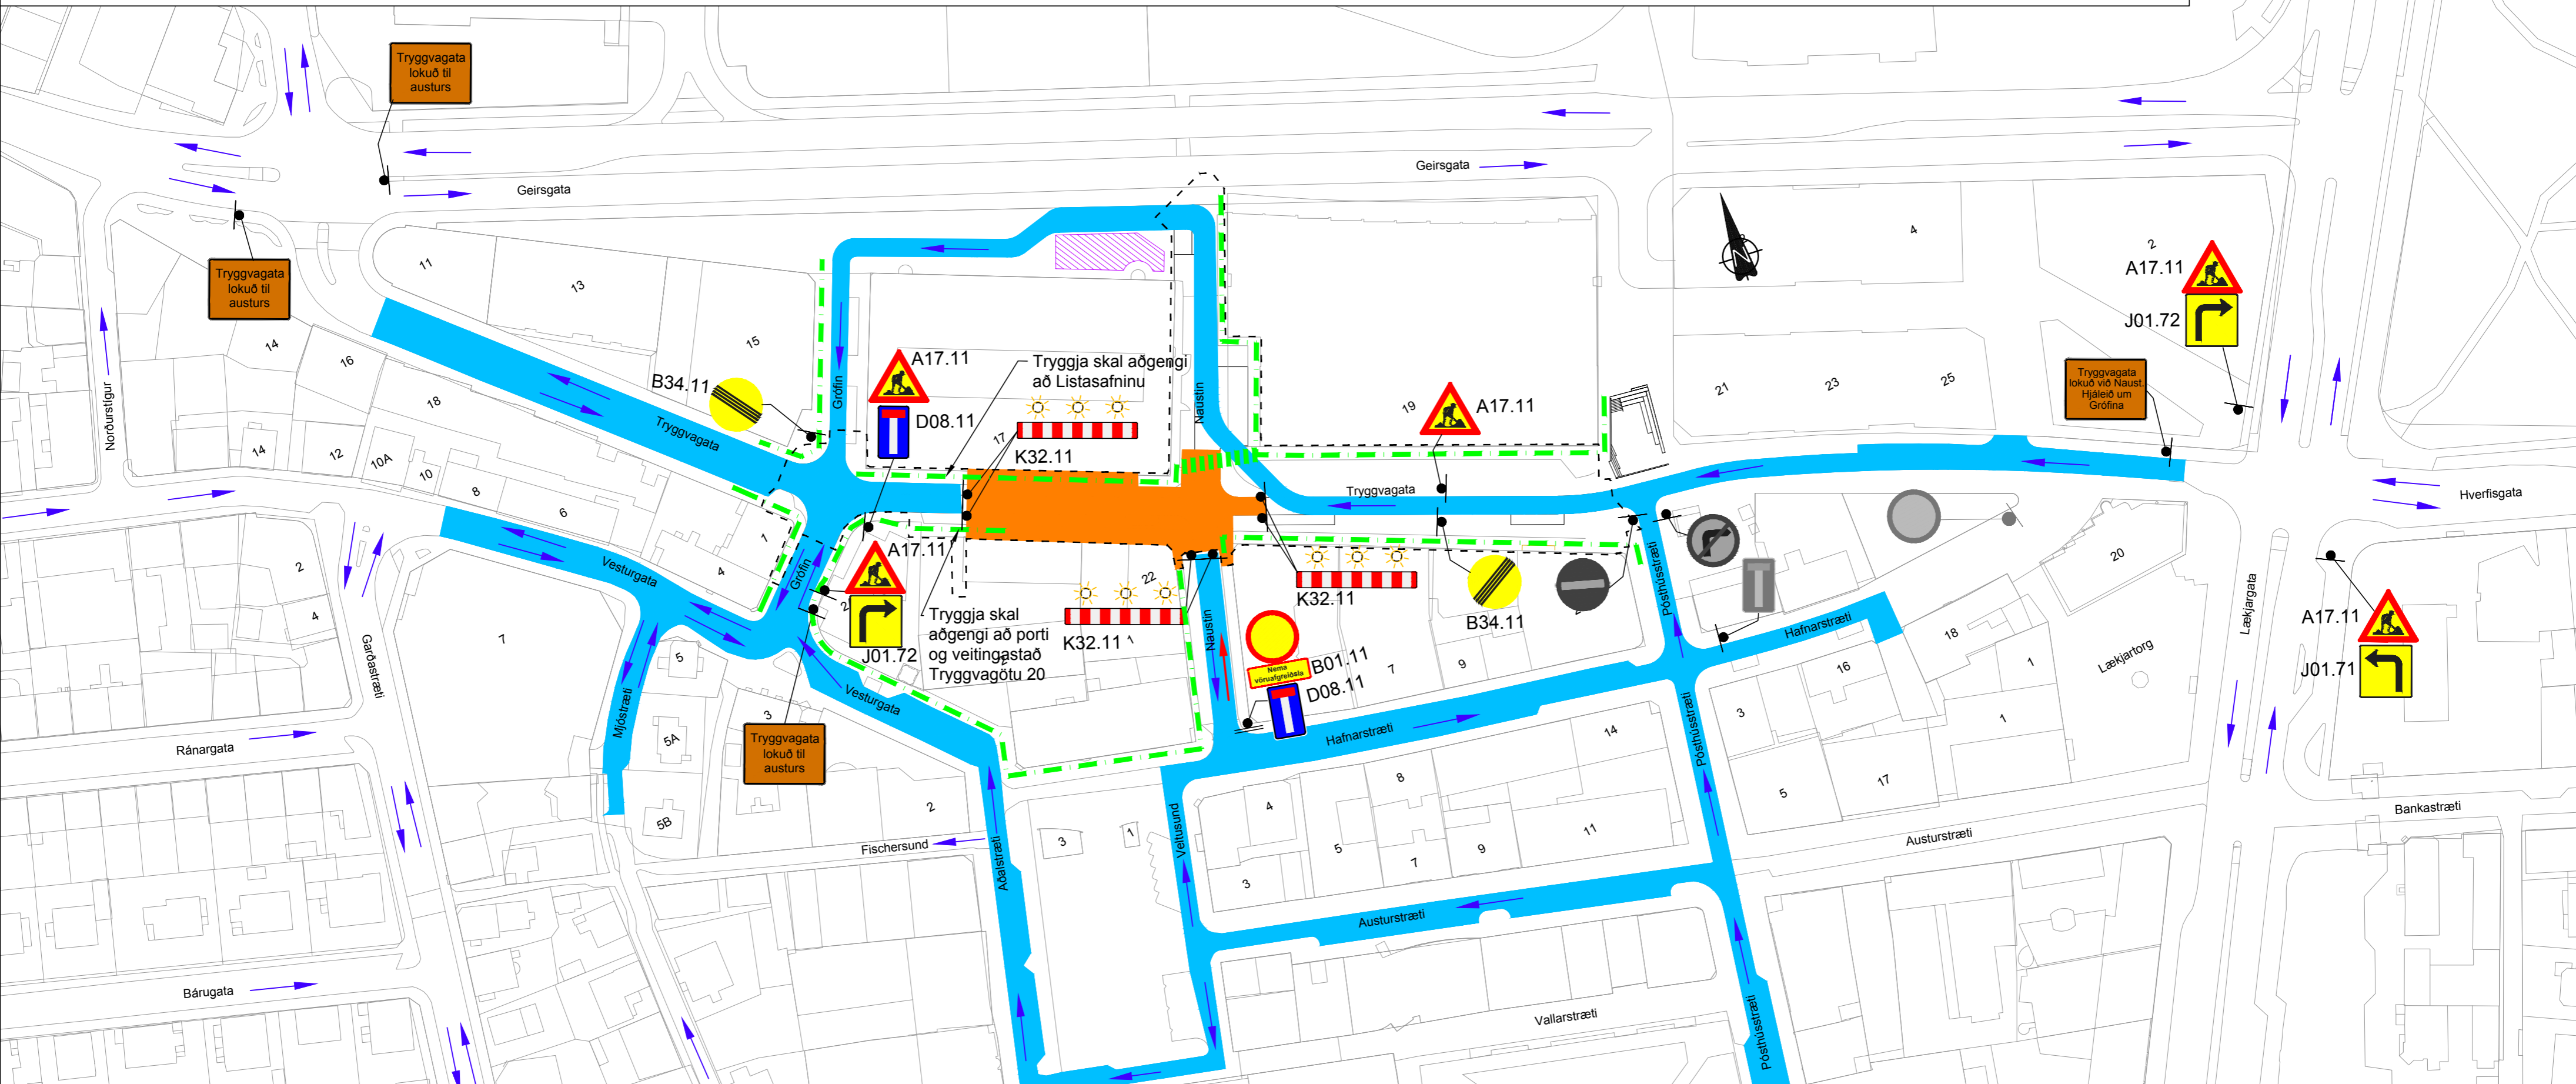 Tryggvagata
lokuð til
austurs
Geirsgata
Geirsgata
Tryggvagata
lokuð til
austurs
11
13
15
4
2
A17.11
J01.72
Tryggvagata
lokuð við Naust.
Hjáleið um
Grófina
N
21
23
25
19
A17.11
Norðurstígur
14
16
18
14
12
10A
10
8
6
Tryggvagata
B34.11
Grófin
A17.11
D08.11
Tryggja skal aðgengi
að Listasafninu
17
K32.11
Naustin
Tryggvagata
Hverfisgata
Vesturgata
4
1
Grófin
A17.11
J01.72
2
Tryggja skal
aðgengi að porti
og veitingastað
Tryggvagötu 20
22
K32.11
1
2
Naustin
K32.11
B01.11
Nema
vöruafgreiðsla
D08.11
7
9
B34.11
Pósthússtræti
Hafnarstræti
20
18
16
1
Lækjartorg
Lækjargata
A17.11
J01.71
2
4
7
Garðastræti
5
5A
5B
3
Mjóstræti
Vesturgata
Tryggvagata
lokuð til
austurs
2
Ránargata
Fischersund
Aðalstræti
3
1
Veltusund
Hafnarstræti
4
8
14
5
7
9
11
3
Pósthússtræti
3
5
17
1
Austurstræti
Bankastræti
Austurstræti
Bárugata
Vallarstræti
Pósthússtræti